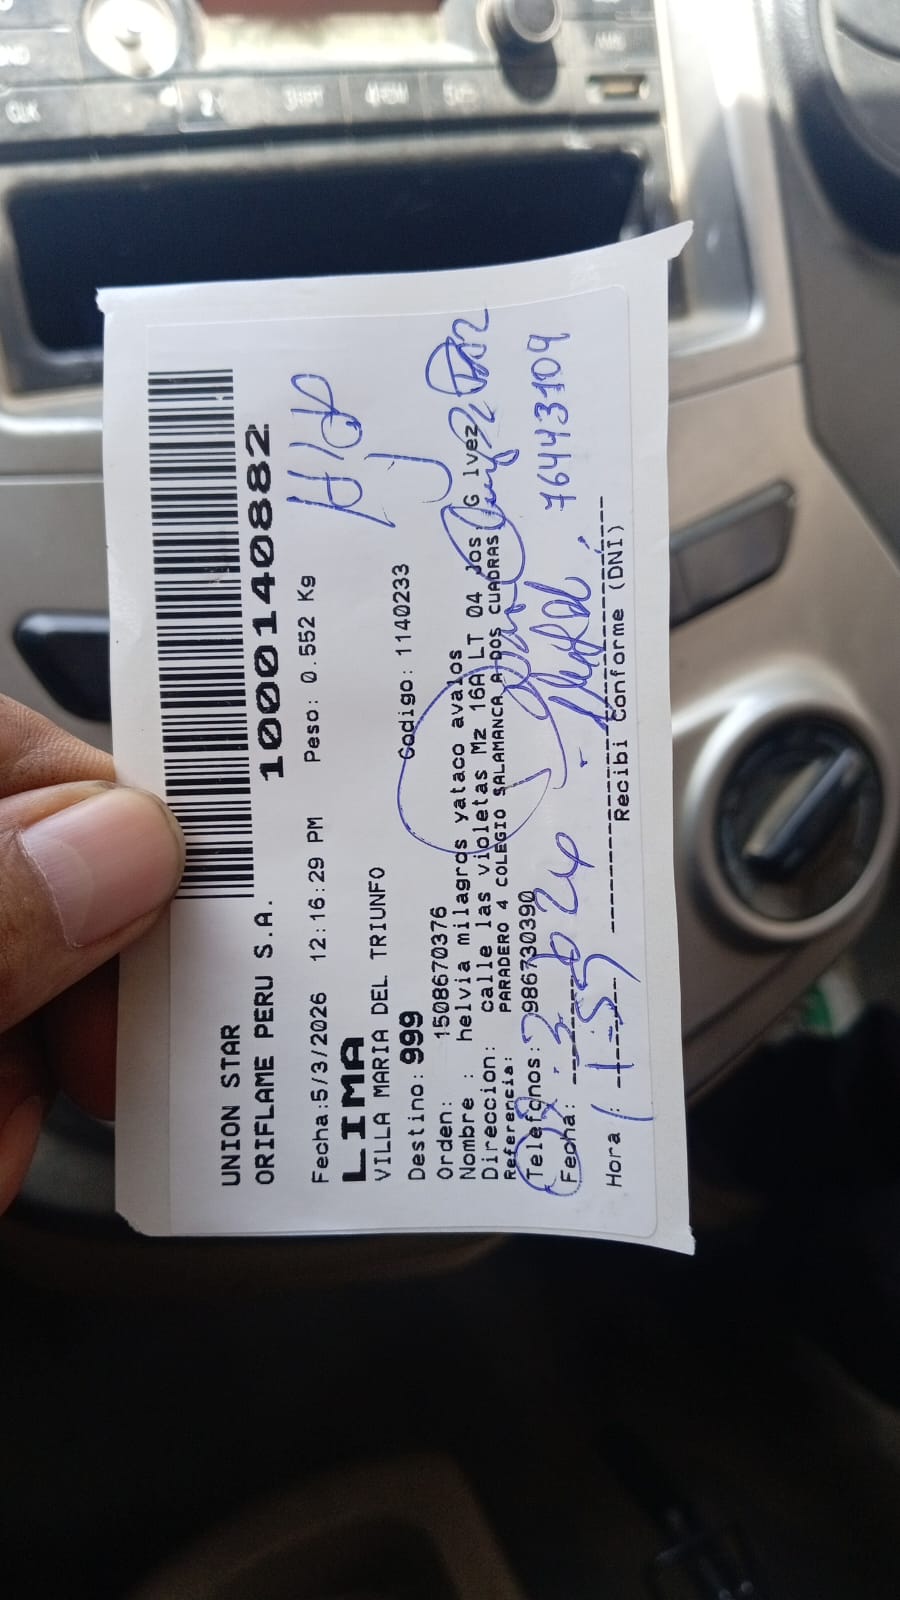 UNION STAR
ORIFLAME PERU S.A. 1000140882
Fecha:5/3/2026 12:16:29 PM Peso: 0.552 Kg
LIMA
VILLA MARIA DEL TRIUNFO
Destino: 999 Codigo: 1140233
Orden: 1508670376
Nombre : helvia milagros yataco avalos
Direccion: calle las violetas Mz 16A LT 04 Jos G lvez
Referencia: PARADERO 4 COLEGIO SALAMANCA A DOS CUADRAS
Telefonos: 986730390
Fecha: 76443109
Hora :
Recibi Conforme (DNI)